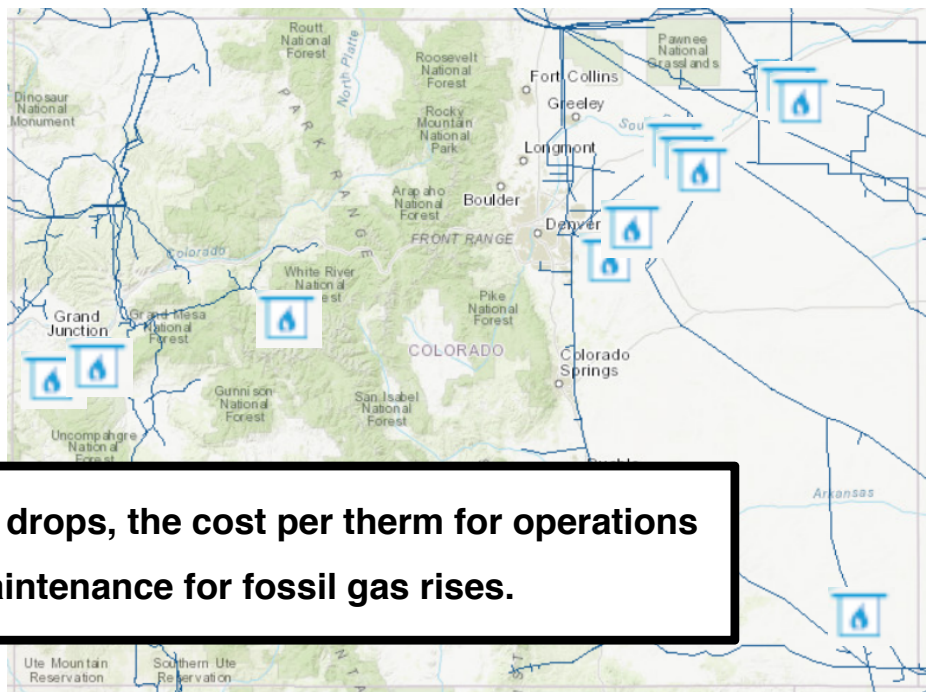 Routt
National
Forest
North Platte
Roosevelt
National
Forest
Pawnee
National
Grasslands
Fort Collins
Dinosaur
National
Monument
Greeley
PARK RANGE
Rocky
Mountain
National
Park
South
Longmont
Arapaho
National
Forest
Boulder
Denver
FRONT RANGE
Colorado
White River
National
Grand
Junction
Grand Mesa
National
Forest
Pike
National
Forest
COLORADO
Colorado
Springs
Gunnison
National
Forest
San Isabel
National
Forest
Uncompahgre
National
Forest
Arkansas
drops, the cost per therm for operations
aintenance for fossil gas rises.
Ute Mountain
Reservation
Southern Ute
Reservation